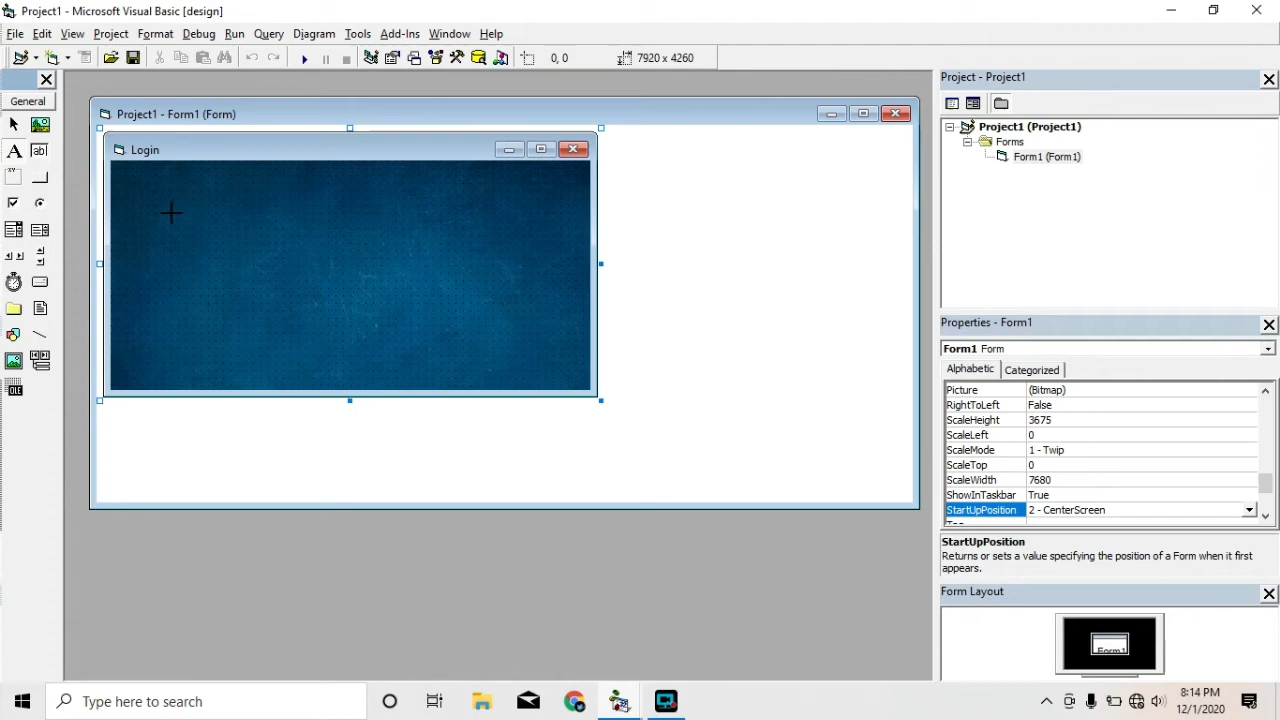 Project1 - Microsoft Visual Basic [design]
File Edit View Project Format Debug Run Query Diagram Tools Add-Ins Window Help
0, 0 7920 x 4260
General
A ab|
XY
OLE
Project1 - Form1 (Form)
Login
Project - Project1
Project1 (Project1)
Forms
Form1 (Form1)
Properties - Form1
Form1 Form
Alphabetic Categorized
Picture (Bitmap)
RightToLeft False
ScaleHeight 3675
ScaleLeft 0
ScaleMode 1 - Twip
ScaleTop 0
ScaleWidth 7680
ShowInTaskbar True
StartUpPosition 2 - CenterScreen
StartUpPosition
Returns or sets a value specifying the position of a Form when it first
appears.
Form Layout
Form1
Type here to search
8:14 PM
12/1/2020